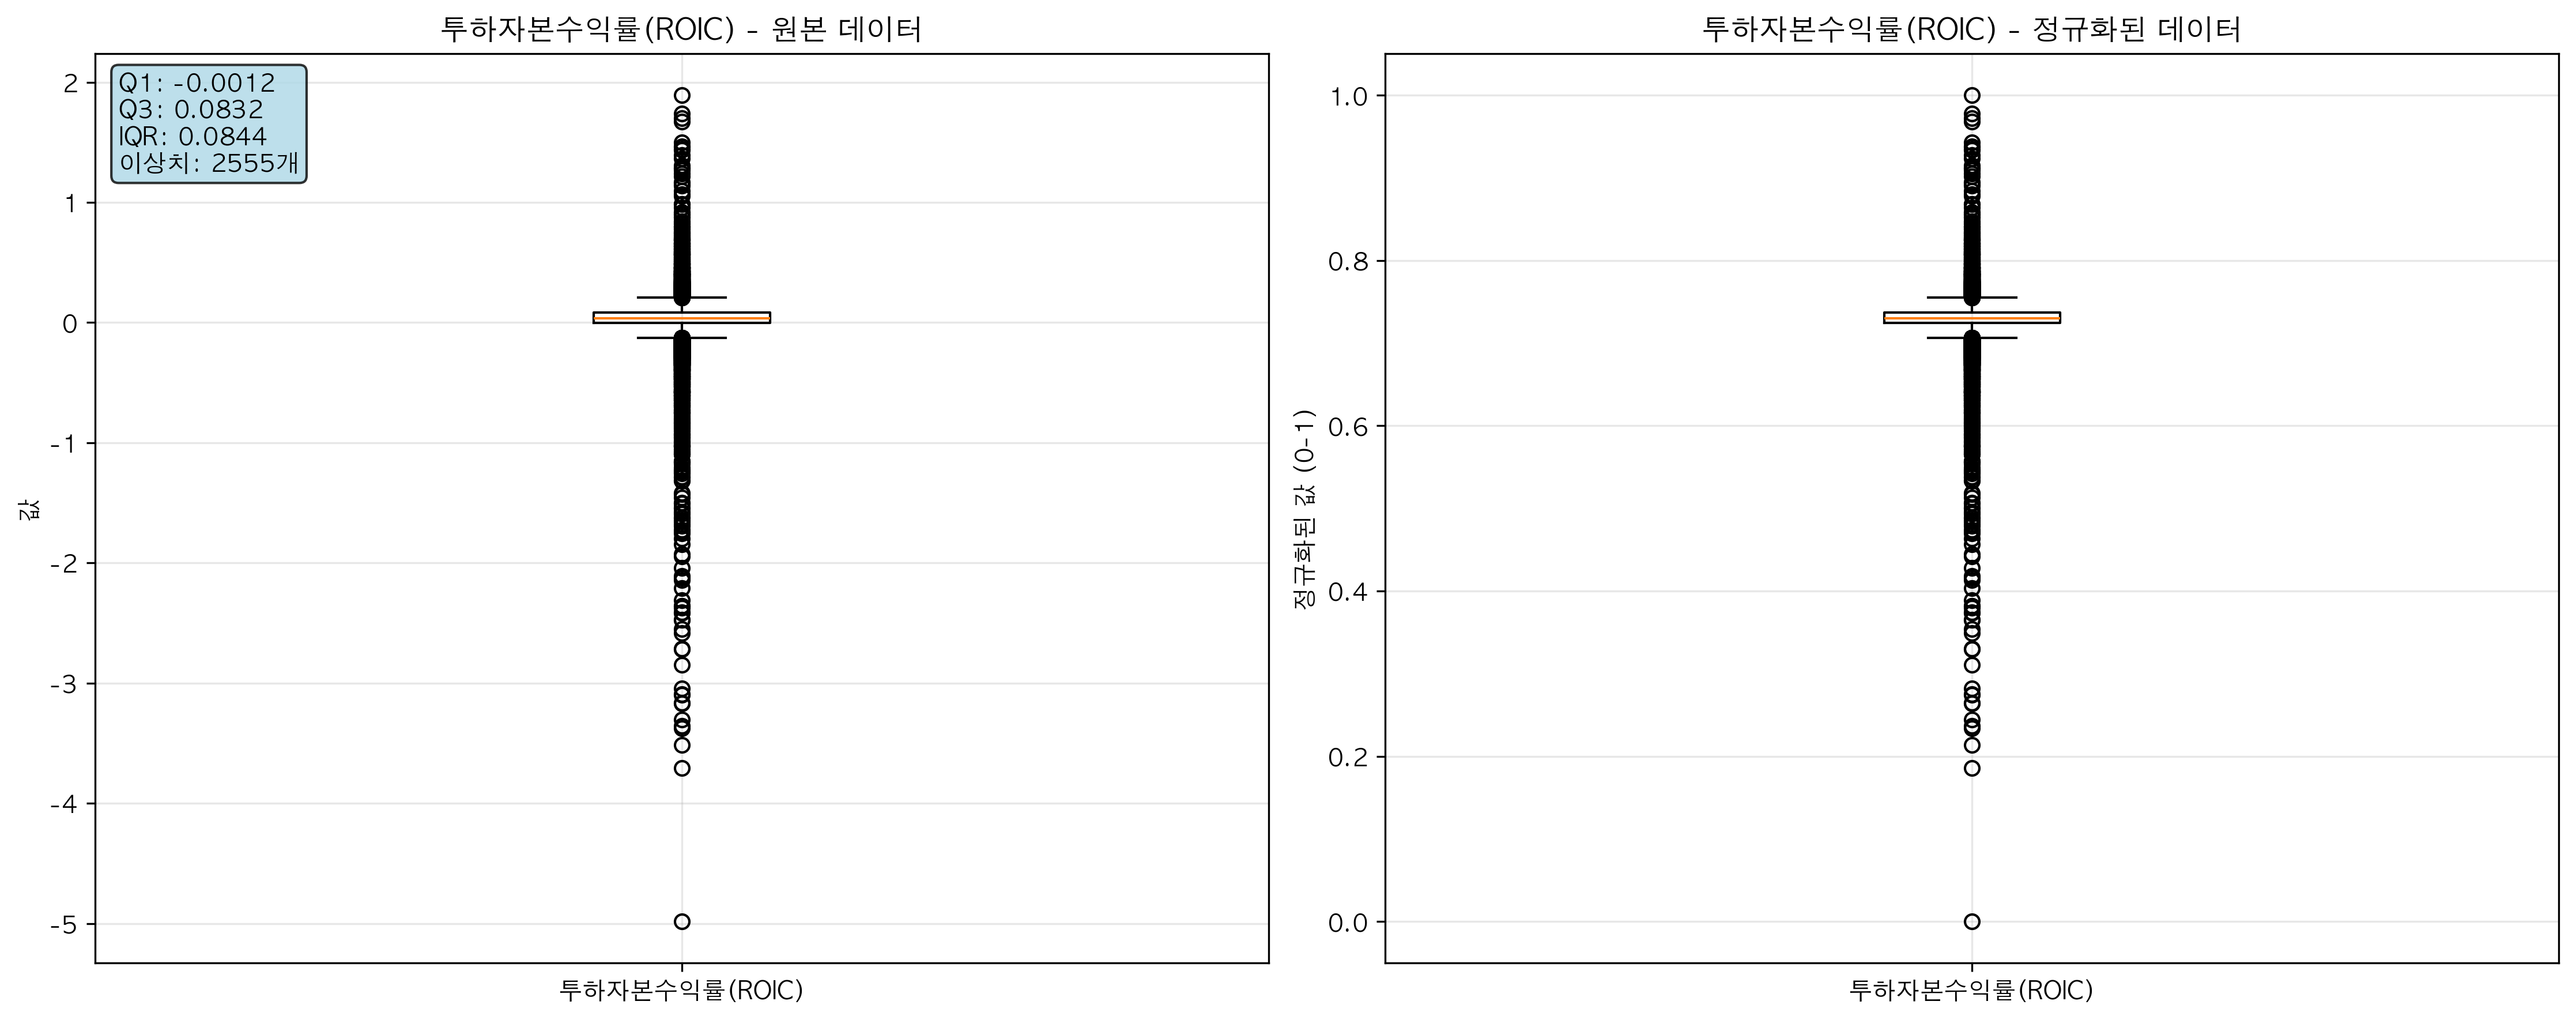 투하자본수익률(ROIC) - 원본 데이터
Q1: -0.0012
Q3: 0.0832
IQR: 0.0844
이상치: 2555개
2
1
0
-1
-2
-3
-4
-5
값
투하자본수익률(ROIC)
투하자본수익률(ROIC) - 정규화된 데이터
1.0
0.8
0.6
0.4
0.2
0.0
정규화된 값 (0-1)
투하자본수익률(ROIC)